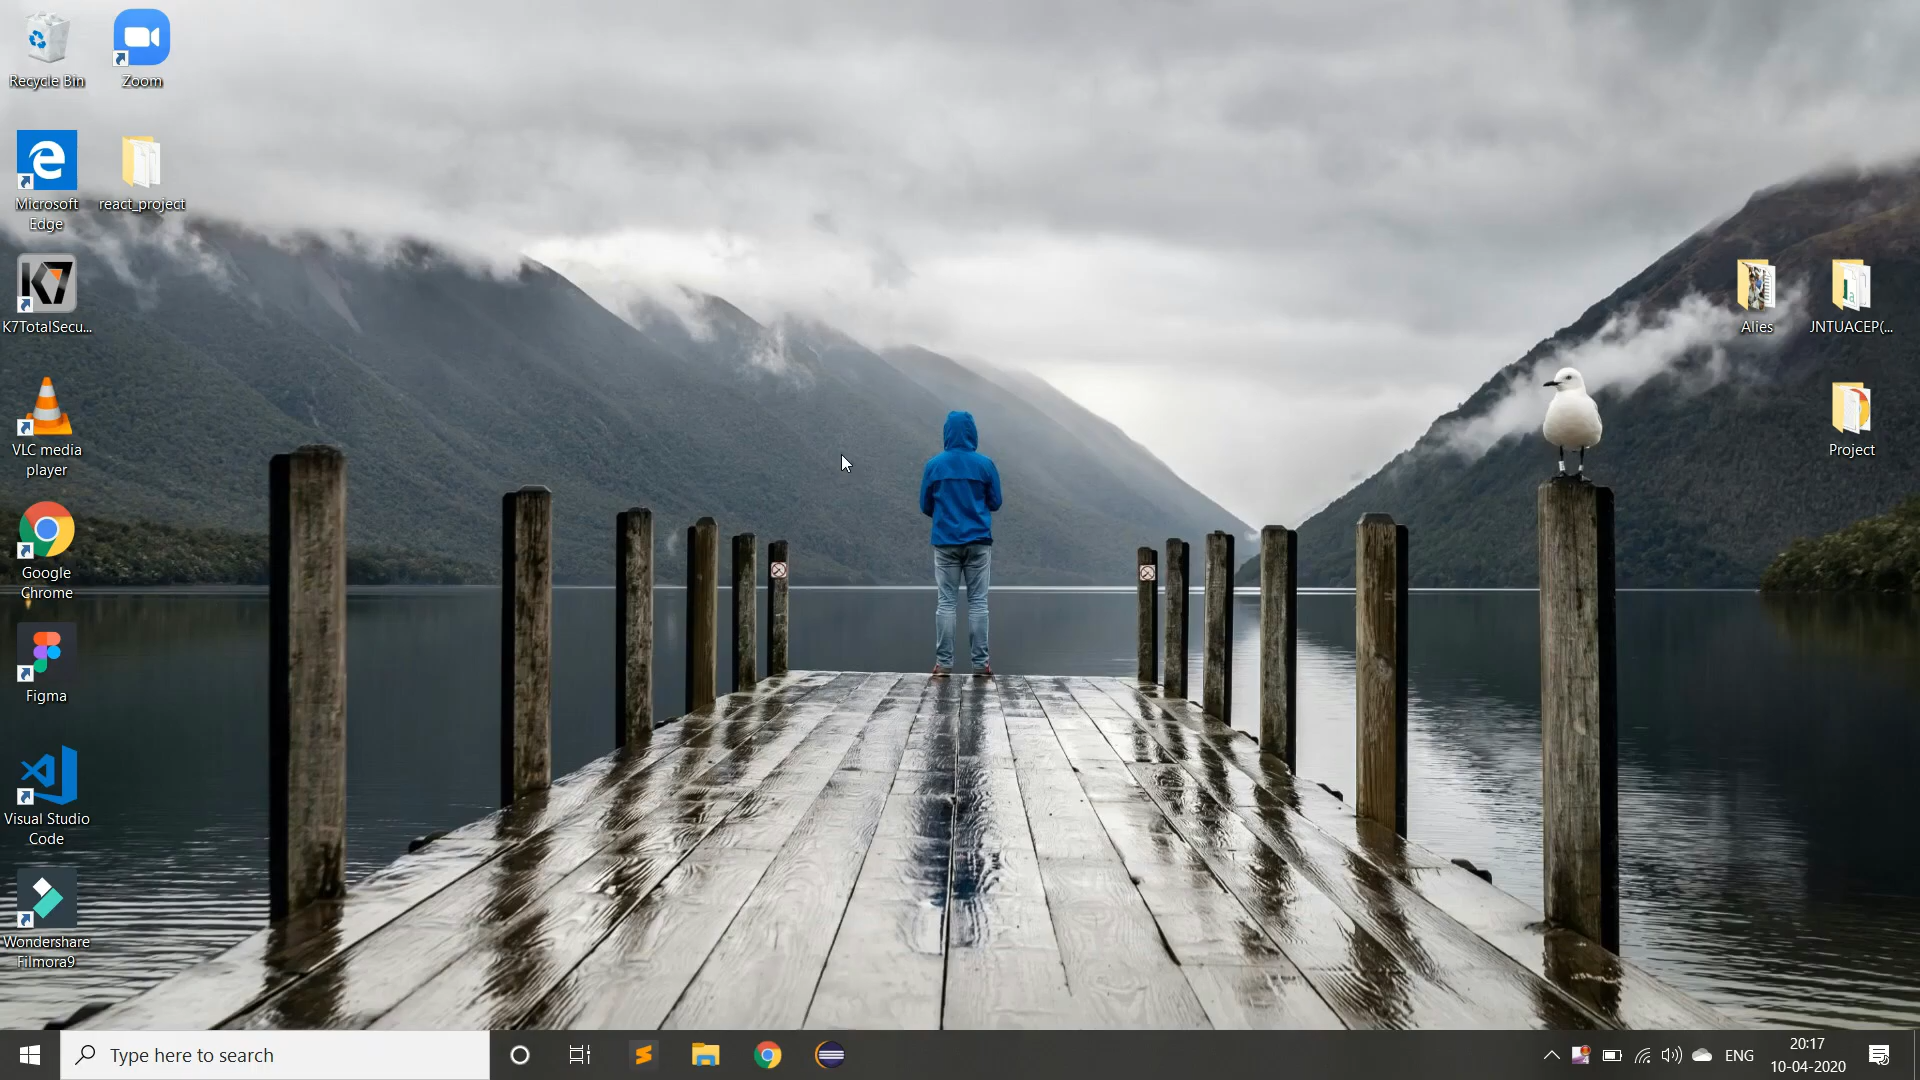 Recycle Bin
Zoom
Microsoft
Edge
react_project
K7TotalSecu...
VLC media
player
Google
Chrome
Figma
Visual Studio
Code
Wondershare
Filmora9
Alies
JNTUACEP(...
Project
Type here to search
ENG
20:17
10-04-2020